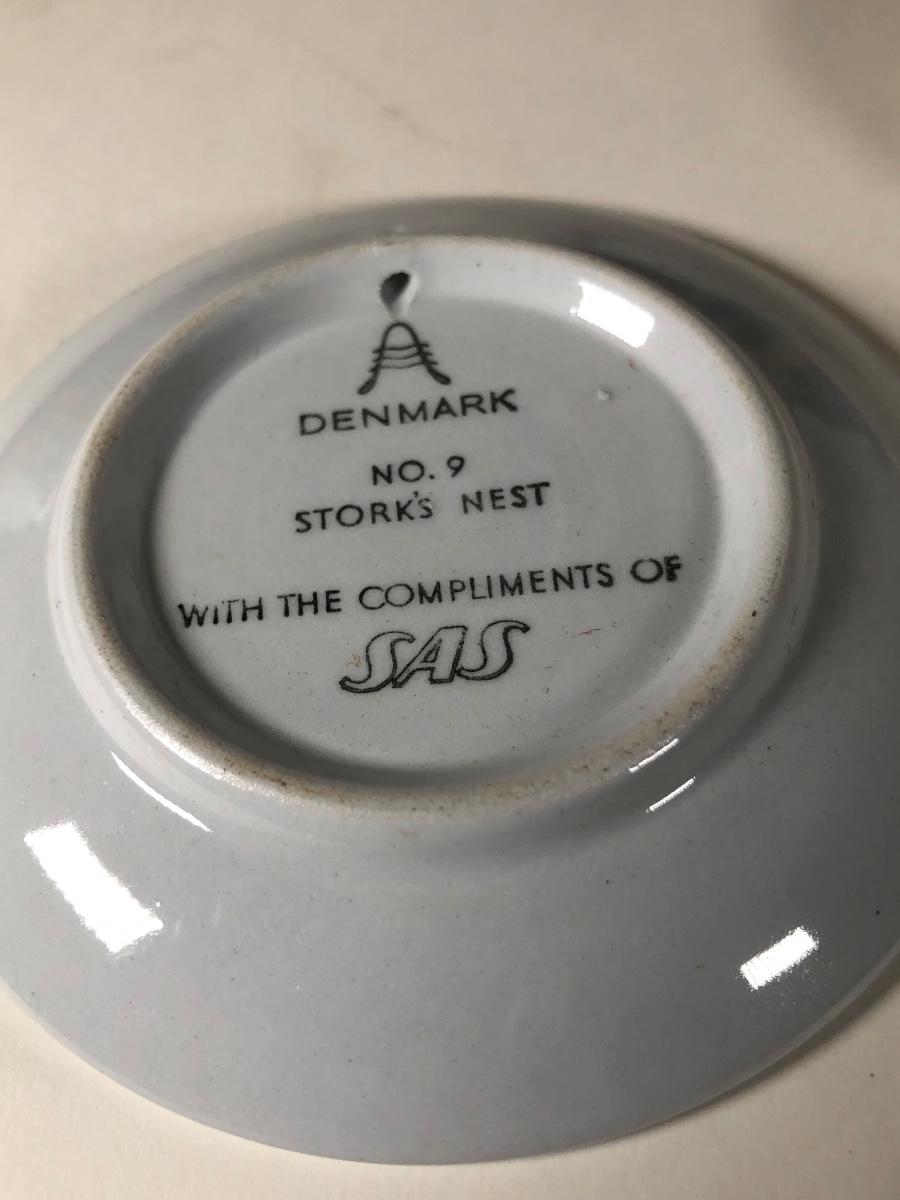 DENMARK
NO. 9
STORK'S NEST
WITH THE COMPLIMENTS OF
SAS